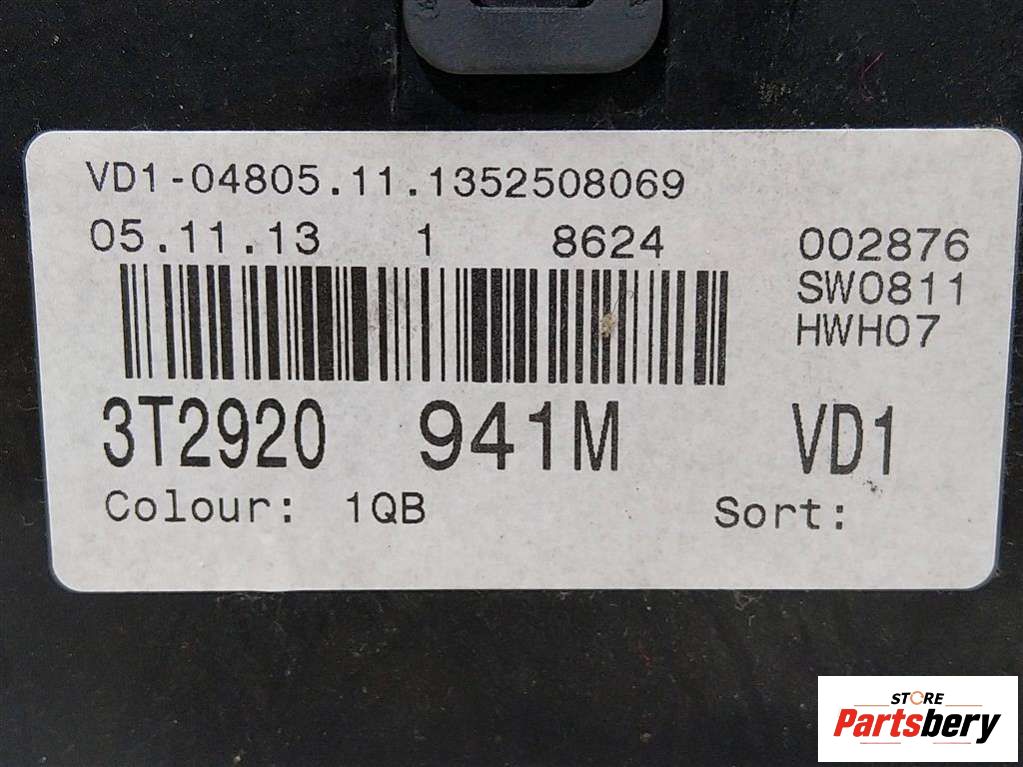 VD1-04805.11.1352508069
05.11.13 1 8624 002876
SW0811
HWH07
3T2920 941M VD1
Colour: 1QB Sort:
STORE
Partsbery